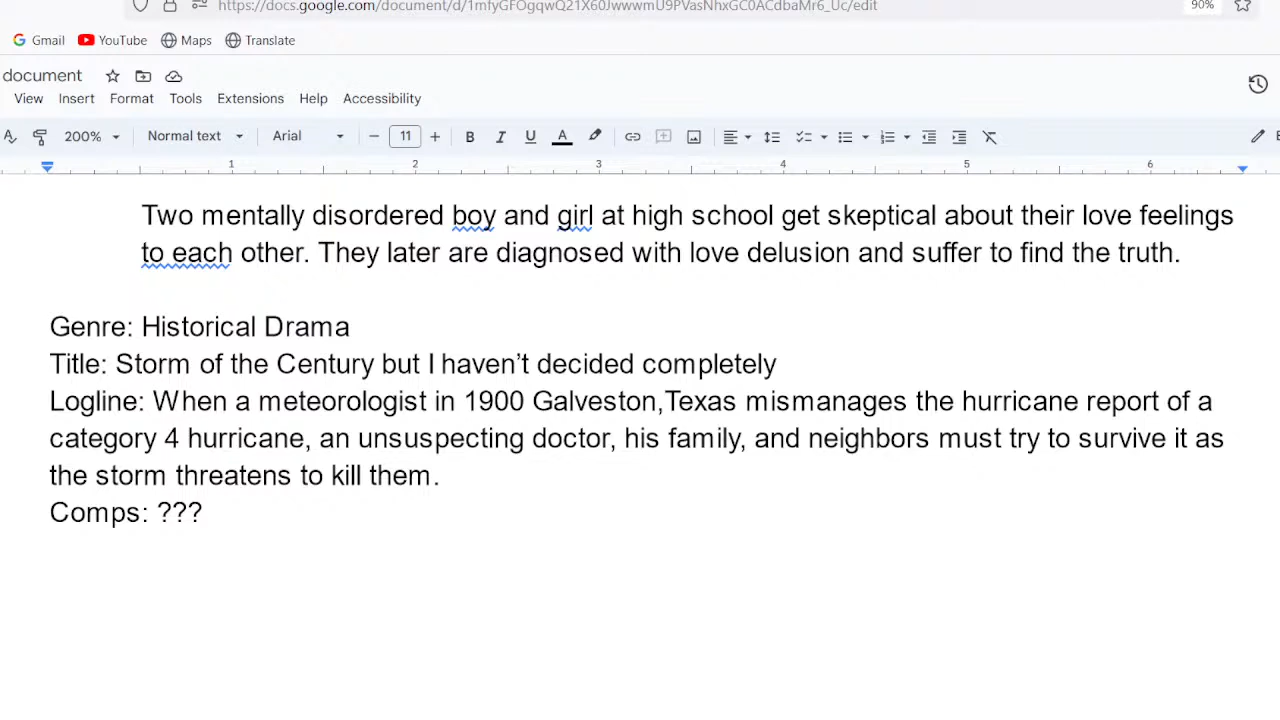 https://docs.google.com/document/d/1mfyGFOgqwQ21X60JwwwmU9PVasNhxGC0ACdbaMr6_Uc/edit
90%
Gmail YouTube Maps Translate
document
View Insert Format Tools Extensions Help Accessibility
200% Normal text Arial 11 B I U A
1 2 3 4 5 6
Two mentally disordered boy and girl at high school get skeptical about their love feelings
to each other. They later are diagnosed with love delusion and suffer to find the truth.
Genre: Historical Drama
Title: Storm of the Century but I haven’t decided completely
Logline: When a meteorologist in 1900 Galveston,Texas mismanages the hurricane report of a
category 4 hurricane, an unsuspecting doctor, his family, and neighbors must try to survive it as
the storm threatens to kill them.
Comps: ???